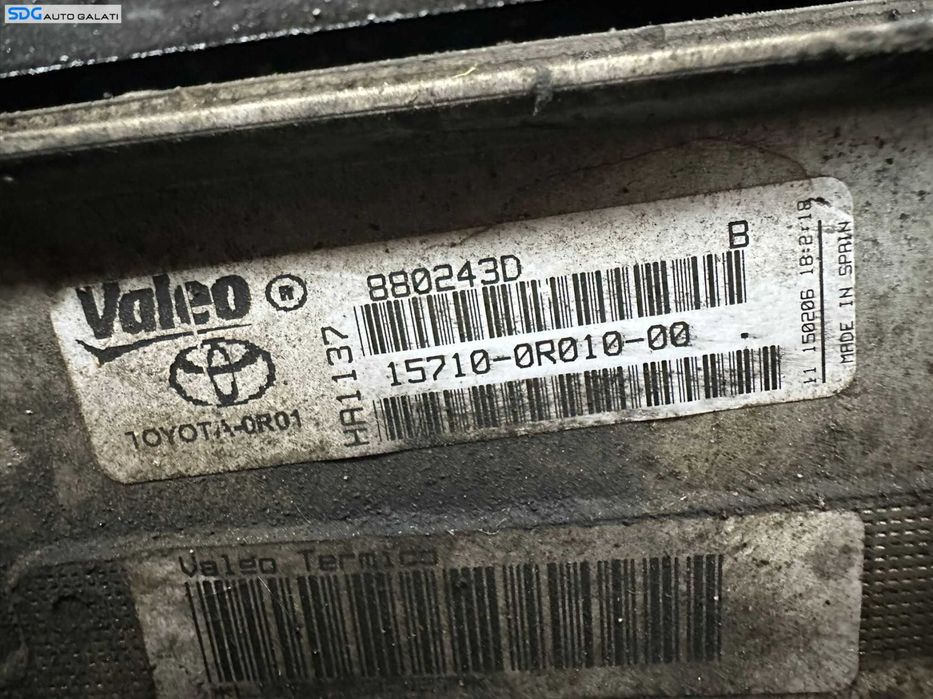 SDG AUTO GALATI
Valeo ®
880243D
B
HA1137
15710-0R010-00
TOYOTA-0R01
11 150206 18:2:18
MADE IN SPAIN
Valeo Termico